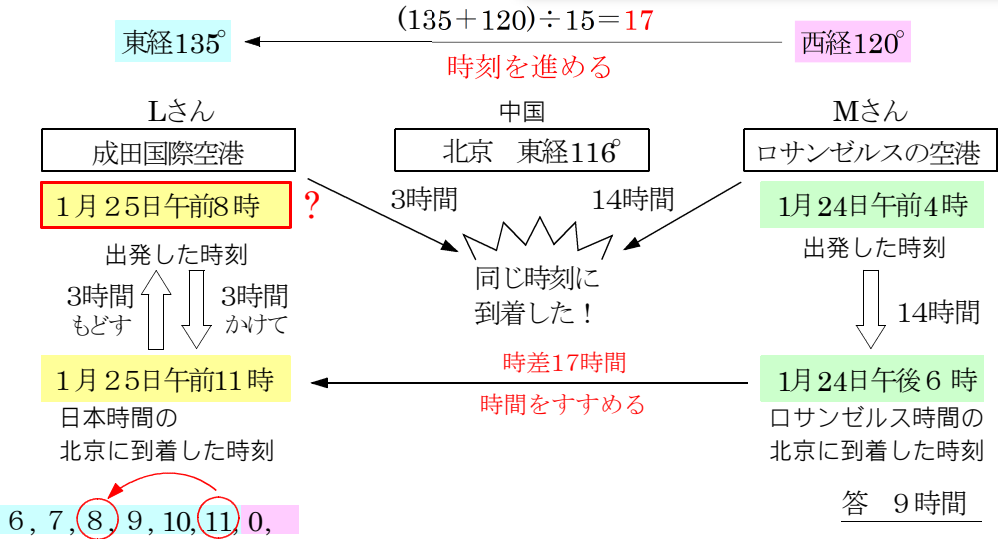 (135＋120)÷15＝17
東経135°
西経120°
時刻を進める
Lさん
中国
Mさん
成田国際空港
北京　東経116°
ロサンゼルスの空港
１月２５日午前8時
？
3時間
14時間
1月24日午前４時
出発した時刻
出発した時刻
同じ時刻に
到着した！
3時間
もどす
3時間
かけて
14時間
時差17時間
１月２５日午前11時
1月24日午後６時
時間をすすめる
日本時間の
北京に到着した時刻
ロサンゼルス時間の
北京に到着した時刻
６, ７, ８, ９, 10, 11, 0,
答　９時間